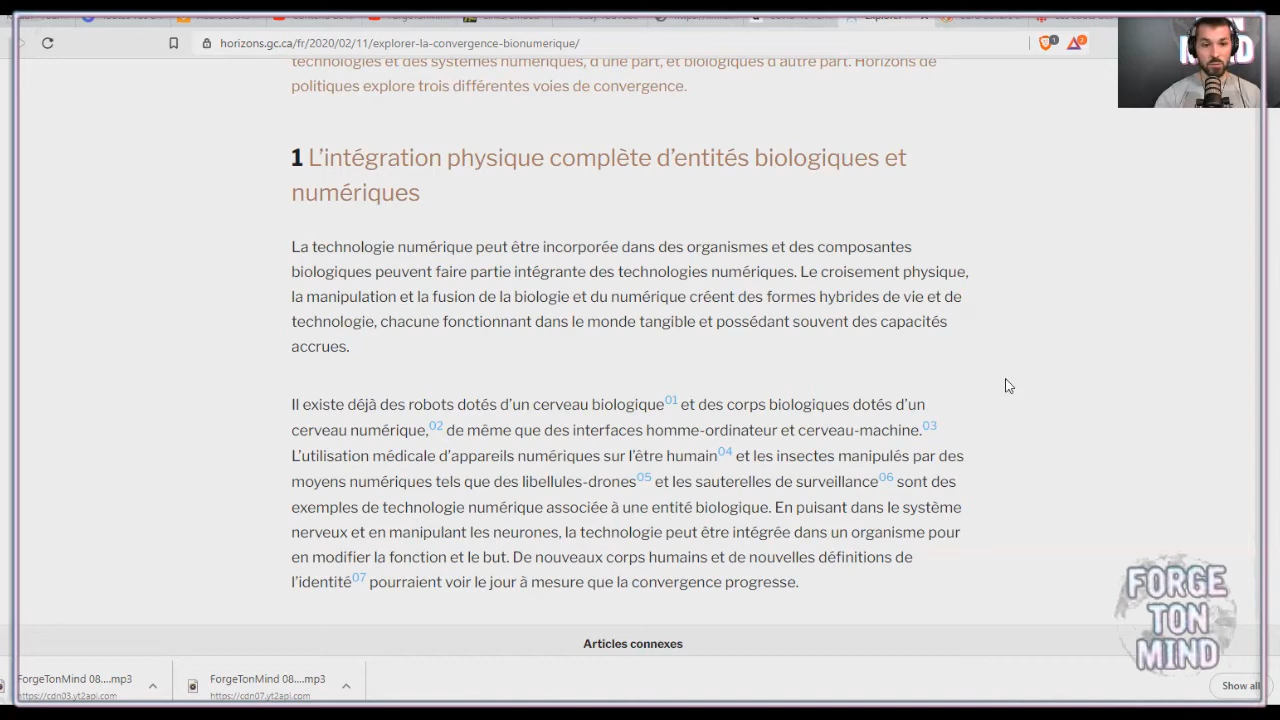 horizons.gc.ca/fr/2020/02/11/explorer-la-convergence-bionumerique/
1
2
MIND
technologies et des systèmes numériques, d'une part, et biologiques d'autre part. Horizons de
politiques explore trois différentes voies de convergence.
1 L'intégration physique complète d'entités biologiques et
numériques
La technologie numérique peut être incorporée dans des organismes et des composantes
biologiques peuvent faire partie intégrante des technologies numériques. Le croisement physique,
la manipulation et la fusion de la biologie et du numérique créent des formes hybrides de vie et de
technologie, chacune fonctionnant dans le monde tangible et possédant souvent des capacités
accrues.
Il existe déjà des robots dotés d'un cerveau biologique01 et des corps biologiques dotés d'un
cerveau numérique,02 de même que des interfaces homme-ordinateur et cerveau-machine.03
L'utilisation médicale d'appareils numériques sur l'être humain04 et les insectes manipulés par des
moyens numériques tels que des libellules-drones05 et les sauterelles de surveillance06 sont des
exemples de technologie numérique associée à une entité biologique. En puisant dans le système
nerveux et en manipulant les neurones, la technologie peut être intégrée dans un organisme pour
en modifier la fonction et le but. De nouveaux corps humains et de nouvelles définitions de
l'identité07 pourraient voir le jour à mesure que la convergence progresse.
FORGE
TON
MIND
Articles connexes
ForgeTonMind 08....mp3
https://cdn03.yt2api.com
ForgeTonMind 08....mp3
https://cdn07.yt2api.com
Show all